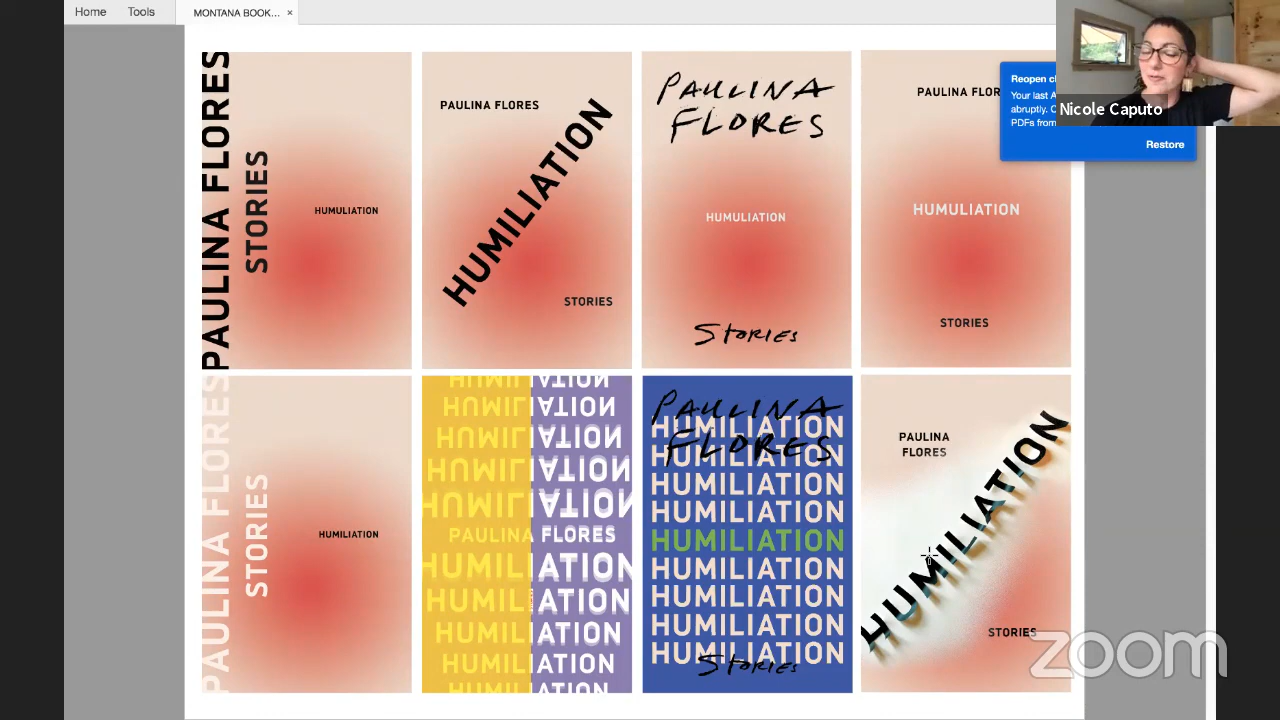 Home Tools MONTANA BOOK... ×
Reopen cl
Your last A
abruptly. C
PDFs from
Restore
Nicole Caputo
PAULINA FLORES
STORIES
HUMULIATION
PAULINA FLORES
HUMILIATION
STORIES
PAULINA
FLORES
HUMULIATION
STORIES
PAULINA FLOR
HUMULIATION
STORIES
PAULINA FLORES
STORIES
HUMILIATION
HUMILIATION
HUMILIATION
HUMILIATION
HUMILIATION
HUMILIATION
PAULINA FLORES
HUMILIATION
HUMILIATION
HUMILIATION
HUMILIATION
HUMILIATION
PAULINA
HUMILIATION
FLORES
HUMILIATION
HUMILIATION
HUMILIATION
HUMILIATION
HUMILIATION
HUMILIATION
HUMILIATION
HUMILIATION
STORIES
PAULINA
FLORES
HUMILIATION
STORIES
zoom